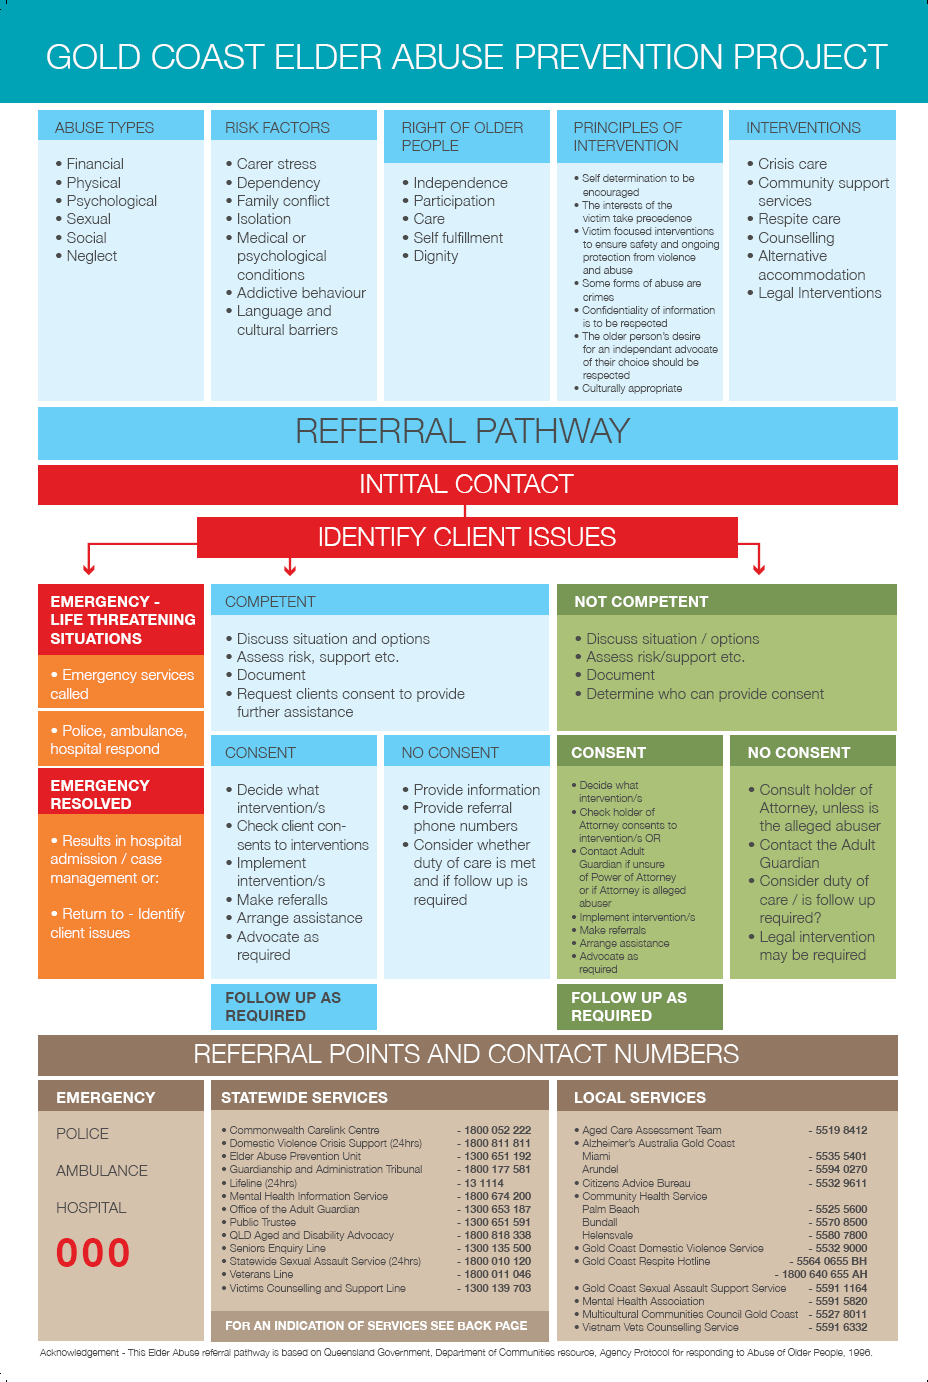 GOLD COAST ELDER ABUSE PREVENTION PROJECT
ABUSE TYPES
• Financial
• Physical
• Psychological
• Sexual
• Social
• Neglect
RISK FACTORS
• Carer stress
• Dependency
• Family conflict
• Isolation
• Medical or
psychological
conditions
• Addictive behaviour
• Language and
cultural barriers
RIGHT OF OLDER
PEOPLE
• Independence
• Participation
• Care
• Self fulfillment
• Dignity
PRINCIPLES OF
INTERVENTION
• Self determination to be
encouraged
• The interests of the
victim take precedence
• Victim focused interventions
to ensure safety and ongoing
protection from violence
and abuse
• Some forms of abuse are
crimes
• Confidentiality of information
is to be respected
• The older person's desire
for an independant advocate
of their choice should be
respected
• Culturally appropriate
INTERVENTIONS
• Crisis care
• Community support
services
• Respite care
• Counselling
• Alternative
accommodation
• Legal Interventions
REFERRAL PATHWAY
INTITAL CONTACT
IDENTIFY CLIENT ISSUES
EMERGENCY -
LIFE THREATENING
SITUATIONS
• Emergency services
called
• Police, ambulance,
hospital respond
EMERGENCY
RESOLVED
• Results in hospital
admission / case
management or:
• Return to - Identify
client issues
COMPETENT
• Discuss situation and options
• Assess risk, support etc.
• Document
• Request clients consent to provide
further assistance
CONSENT
• Decide what
intervention/s
• Check client con-
sents to interventions
• Implement
intervention/s
• Make referalls
• Arrange assistance
• Advocate as
required
NO CONSENT
• Provide information
• Provide referral
phone numbers
• Consider whether
duty of care is met
and if follow up is
required
FOLLOW UP AS
REQUIRED
NOT COMPETENT
• Discuss situation / options
• Assess risk/support etc.
• Document
• Determine who can provide consent
CONSENT
• Decide what
intervention/s
• Check holder of
Attorney consents to
intervention/s OR
• Contact Adult
Guardian if unsure
of Power of Attorney
or if Attorney is alleged
abuser
• Implement intervention/s
• Make referrals
• Arrange assistance
• Advocate as
required
NO CONSENT
• Consult holder of
Attorney, unless is
the alleged abuser
• Contact the Adult
Guardian
• Consider duty of
care / is follow up
required?
• Legal intervention
may be required
FOLLOW UP AS
REQUIRED
REFERRAL POINTS AND CONTACT NUMBERS
EMERGENCY
POLICE
AMBULANCE
HOSPITAL
000
STATEWIDE SERVICES
• Commonwealth Carelink Centre - 1800 052 222
• Domestic Violence Crisis Support (24hrs) - 1800 811 811
• Elder Abuse Prevention Unit - 1300 651 192
• Guardianship and Administration Tribunal - 1800 177 581
• Lifeline (24hrs) - 13 1114
• Mental Health Information Service - 1800 674 200
• Office of the Adult Guardian - 1300 653 187
• Public Trustee - 1300 651 591
• QLD Aged and Disability Advocacy - 1800 818 338
• Seniors Enquiry Line - 1300 135 500
• Statewide Sexual Assault Service (24hrs) - 1800 010 120
• Veterans Line - 1800 011 046
• Victims Counselling and Support Line - 1300 139 703
FOR AN INDICATION OF SERVICES SEE BACK PAGE
LOCAL SERVICES
• Aged Care Assessment Team - 5519 8412
• Alzheimer's Australia Gold Coast
Miami - 5535 5401
Arundel - 5594 0270
• Citizens Advice Bureau - 5532 9611
• Community Health Service
Palm Beach - 5525 5600
Bundall - 5570 8500
Helensvale - 5580 7800
• Gold Coast Domestic Violence Service - 5532 9000
• Gold Coast Respite Hotline - 5564 0655 BH
- 1800 640 655 AH
• Gold Coast Sexual Assault Support Service - 5591 1164
• Mental Health Association - 5591 5820
• Multicultural Communities Council Gold Coast - 5527 8011
• Vietnam Vets Counselling Service - 5591 6332
Acknowledgement - This Elder Abuse referral pathway is based on Queensland Government, Department of Communities resource, Agency Protocol for responding to Abuse of Older People, 1996.